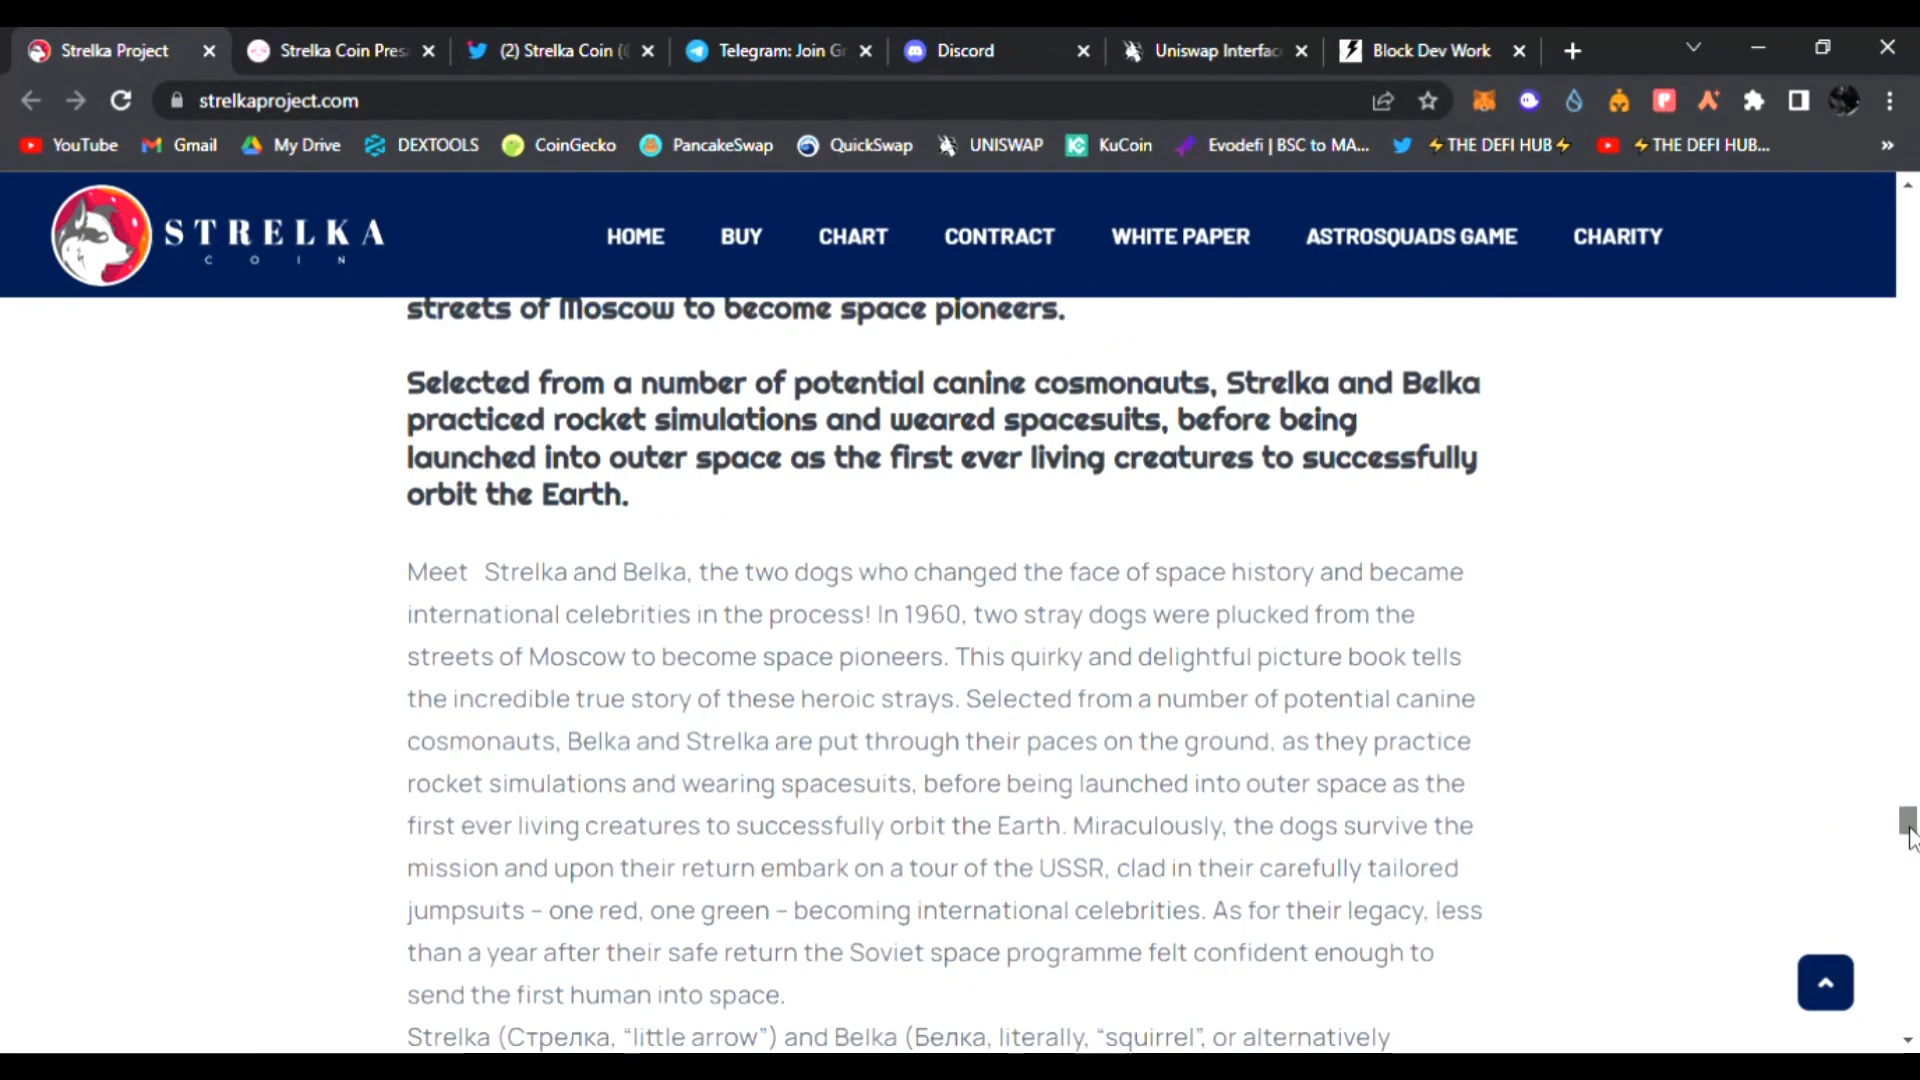 Strelka Project
Strelka Coin Pres
(2) Strelka Coin (
Telegram: Join Gr
Discord
Uniswap Interfac
Block Dev Work
strelkaproject.com
YouTube
Gmail
My Drive
DEXTOOLS
CoinGecko
PancakeSwap
QuickSwap
UNISWAP
KuCoin
Evodefi | BSC to MA...
⚡THE DEFI HUB⚡
⚡THE DEFI HUB...
STRELKA
COIN
HOME
BUY
CHART
CONTRACT
WHITE PAPER
ASTROSQUADS GAME
CHARITY
streets of Moscow to become space pioneers.
Selected from a number of potential canine cosmonauts, Strelka and Belka
practiced rocket simulations and weared spacesuits, before being
launched into outer space as the first ever living creatures to successfully
orbit the Earth.
Meet Strelka and Belka, the two dogs who changed the face of space history and became
international celebrities in the process! In 1960, two stray dogs were plucked from the
streets of Moscow to become space pioneers. This quirky and delightful picture book tells
the incredible true story of these heroic strays. Selected from a number of potential canine
cosmonauts, Belka and Strelka are put through their paces on the ground, as they practice
rocket simulations and wearing spacesuits, before being launched into outer space as the
first ever living creatures to successfully orbit the Earth. Miraculously, the dogs survive the
mission and upon their return embark on a tour of the USSR, clad in their carefully tailored
jumpsuits – one red, one green – becoming international celebrities. As for their legacy, less
than a year after their safe return the Soviet space programme felt confident enough to
send the first human into space.
Strelka (Стрелка, “little arrow”) and Belka (Белка, literally, “squirrel”, or alternatively